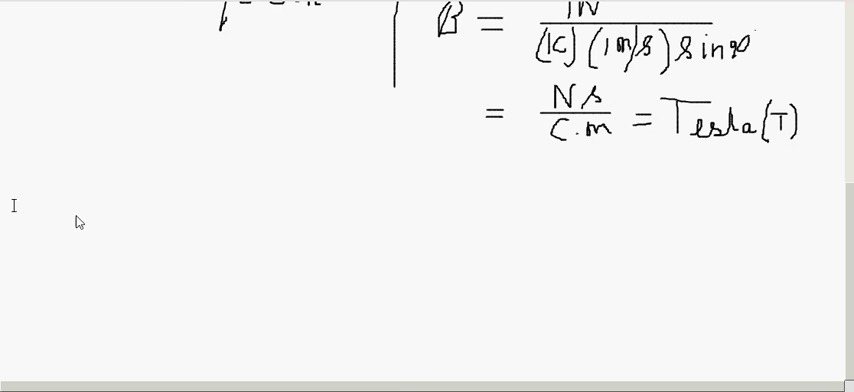 B = 1N / (1C) (1m/s) sin90
= N s / C.m = Tesla (T)